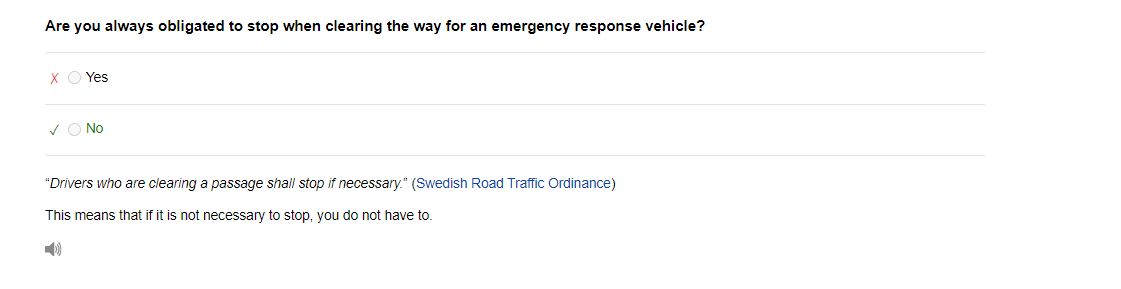 Are you always obligated to stop when clearing the way for an emergency response vehicle?
Yes
No
“Drivers who are clearing a passage shall stop if necessary.” (Swedish Road Traffic Ordinance)
This means that if it is not necessary to stop, you do not have to.